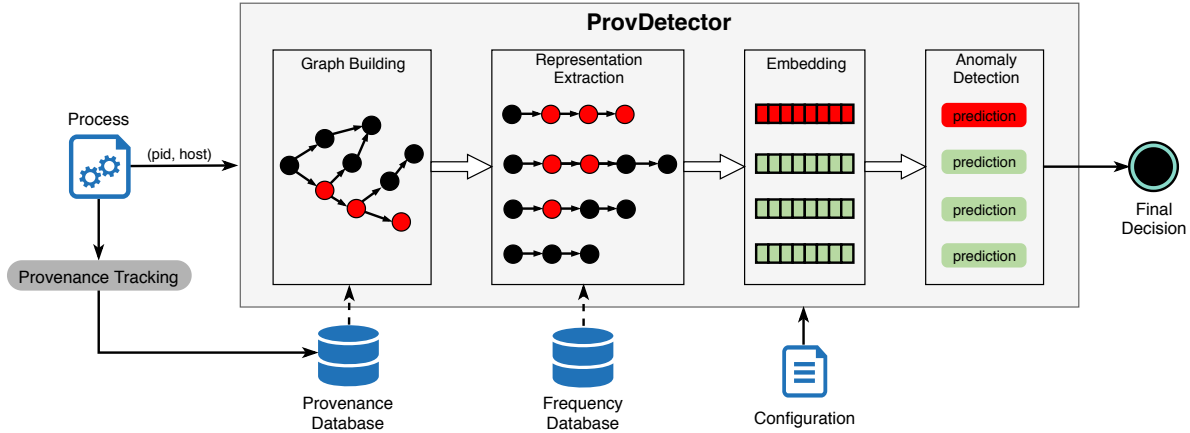 ProvDetector
Graph Building
Representation
Extraction
Embedding
Anomaly
Detection
Process
(pid, host)
prediction
prediction
prediction
prediction
Final
Decision
Provenance Tracking
Provenance
Database
Frequency
Database
Configuration